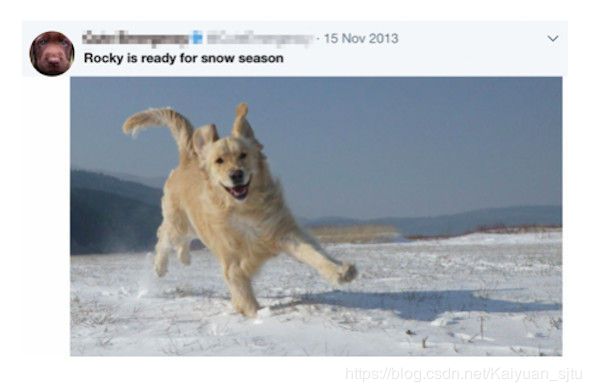 · 15 Nov 2013
Rocky is ready for snow season
https://blog.csdn.net/Kaiyuan_sjtu